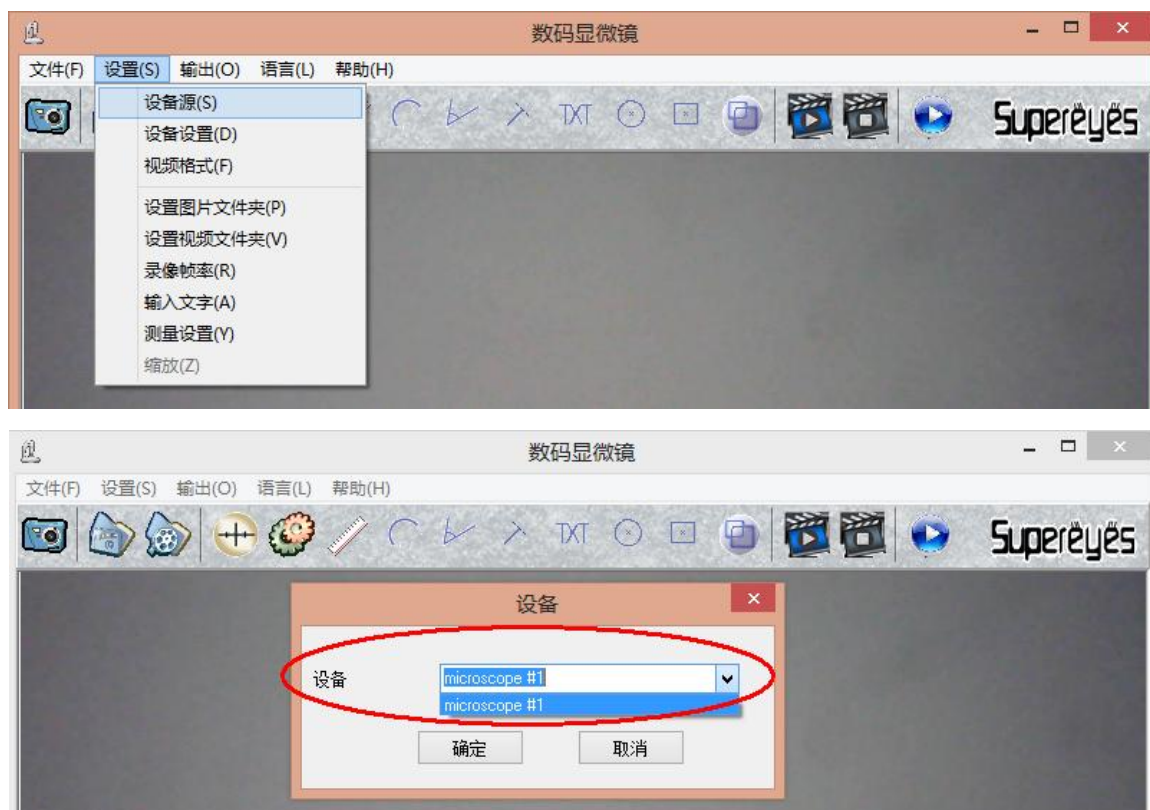 数码显微镜
文件(F) 设置(S) 输出(O) 语言(L) 帮助(H)
设备源(S)
TXT
Supereyes
设备设置(D)
视频格式(F)
设置图片文件夹(P)
设置视频文件夹(V)
录像帧率(R)
输入文字(A)
测量设置(Y)
缩放(Z)
数码显微镜
文件(F) 设置(S) 输出(O) 语言(L) 帮助(H)
TXT
Supereyes
设备
设备 microscope #1
microscope #1
确定 取消